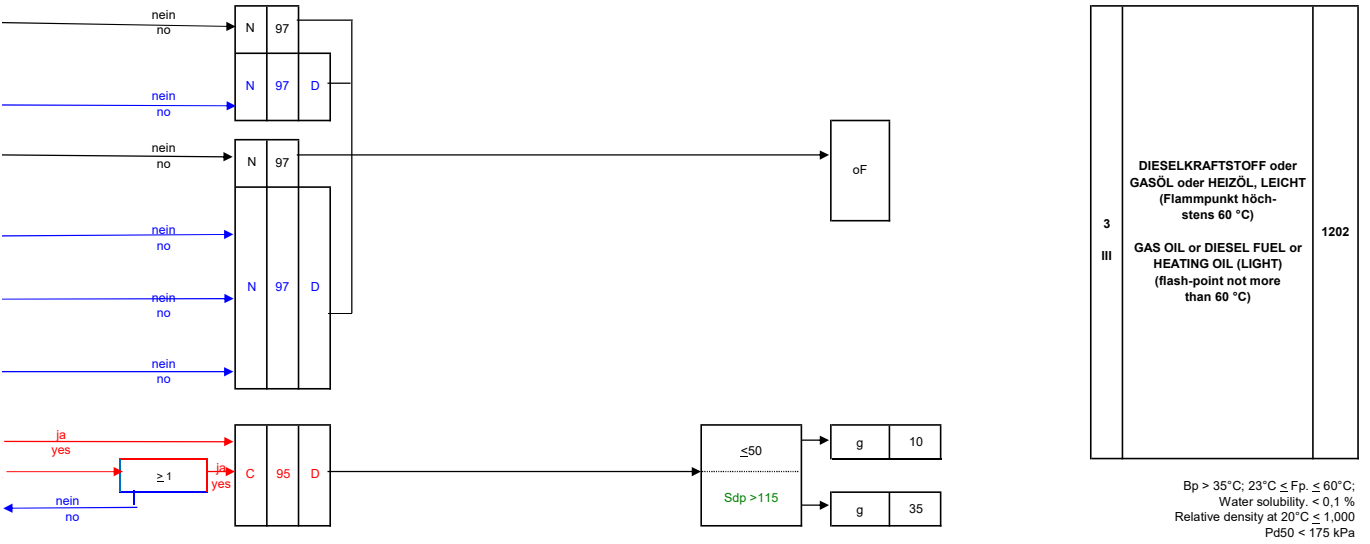 nein
no
N 97
N 97 D
nein
no
nein
no
N 97
oF
nein
no
N 97 D
nein
no
nein
no
ja
yes
≥ 1
ja
yes
nein
no
C 95 D
≤50
Sdp >115
g 10
g 35
3
III
DIESELKRAFTSTOFF oder
GASÖL oder HEIZÖL, LEICHT
(Flammpunkt höch-
stens 60 °C)
GAS OIL or DIESEL FUEL or
HEATING OIL (LIGHT)
(flash-point not more
than 60 °C)
1202
Bp > 35°C; 23°C ≤ Fp. ≤ 60°C;
Water solubility. < 0,1 %
Relative density at 20°C ≤ 1,000
Pd50 < 175 kPa